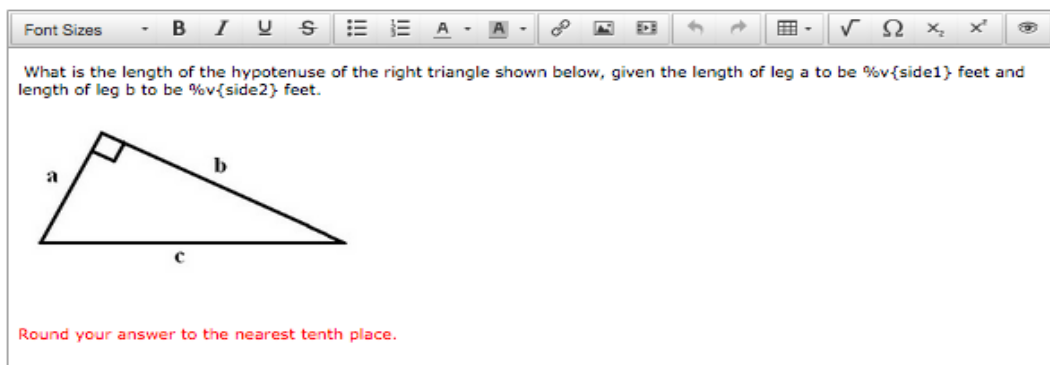 Font Sizes B I U S A A √ Ω X₂ X²
What is the length of the hypotenuse of the right triangle shown below, given the length of leg a to be %v{side1} feet and
length of leg b to be %v{side2} feet.
b
a
c
Round your answer to the nearest tenth place.